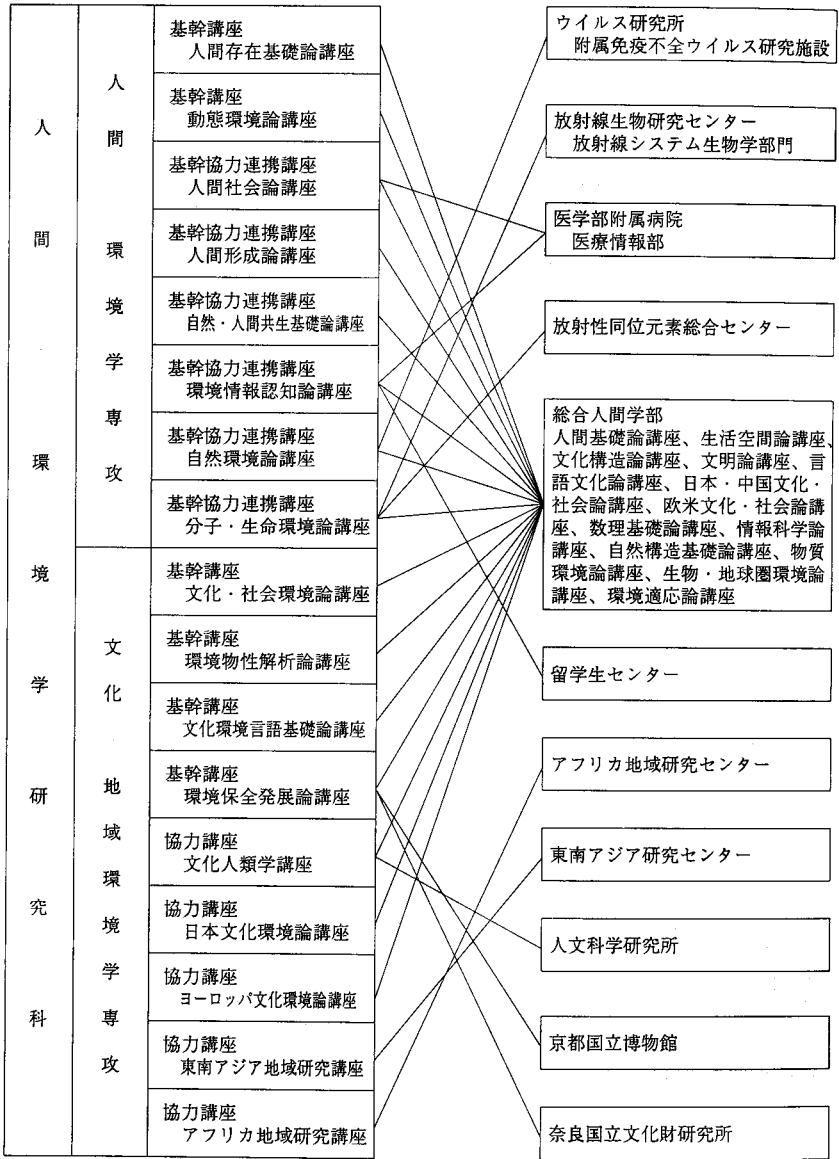 人間環境学研究科
人間環境学専攻
基幹講座
人間存在基礎論講座
基幹講座
動態環境論講座
基幹協力連携講座
人間社会論講座
基幹協力連携講座
人間形成論講座
基幹協力連携講座
自然・人間共生基礎論講座
基幹協力連携講座
環境情報認知論講座
基幹協力連携講座
自然環境論講座
基幹協力連携講座
分子・生命環境論講座
文化 地域環境学専攻
基幹講座
文化・社会環境論講座
基幹講座
環境物性解析論講座
基幹講座
文化環境言語基礎論講座
基幹講座
環境保全発展論講座
協力講座
文化人類学講座
協力講座
日本文化環境論講座
協力講座
ヨーロッパ文化環境論講座
協力講座
東南アジア地域研究講座
協力講座
アフリカ地域研究講座
ウイルス研究所
附属免疫不全ウイルス研究施設
放射線生物研究センター
放射線システム生物学部門
医学部附属病院
医療情報部
放射性同位元素総合センター
総合人間学部
人間基礎論講座、生活空間論講座、
文化構造論講座、文明論講座、言
語文化論講座、日本・中国文化・
社会論講座、欧米文化・社会論講
座、数理基礎論講座、情報科学論
講座、自然構造基礎論講座、物質
環境論講座、生物・地球圏環境論
講座、環境適応論講座
留学生センター
アフリカ地域研究センター
東南アジア研究センター
人文科学研究所
京都国立博物館
奈良国立文化財研究所